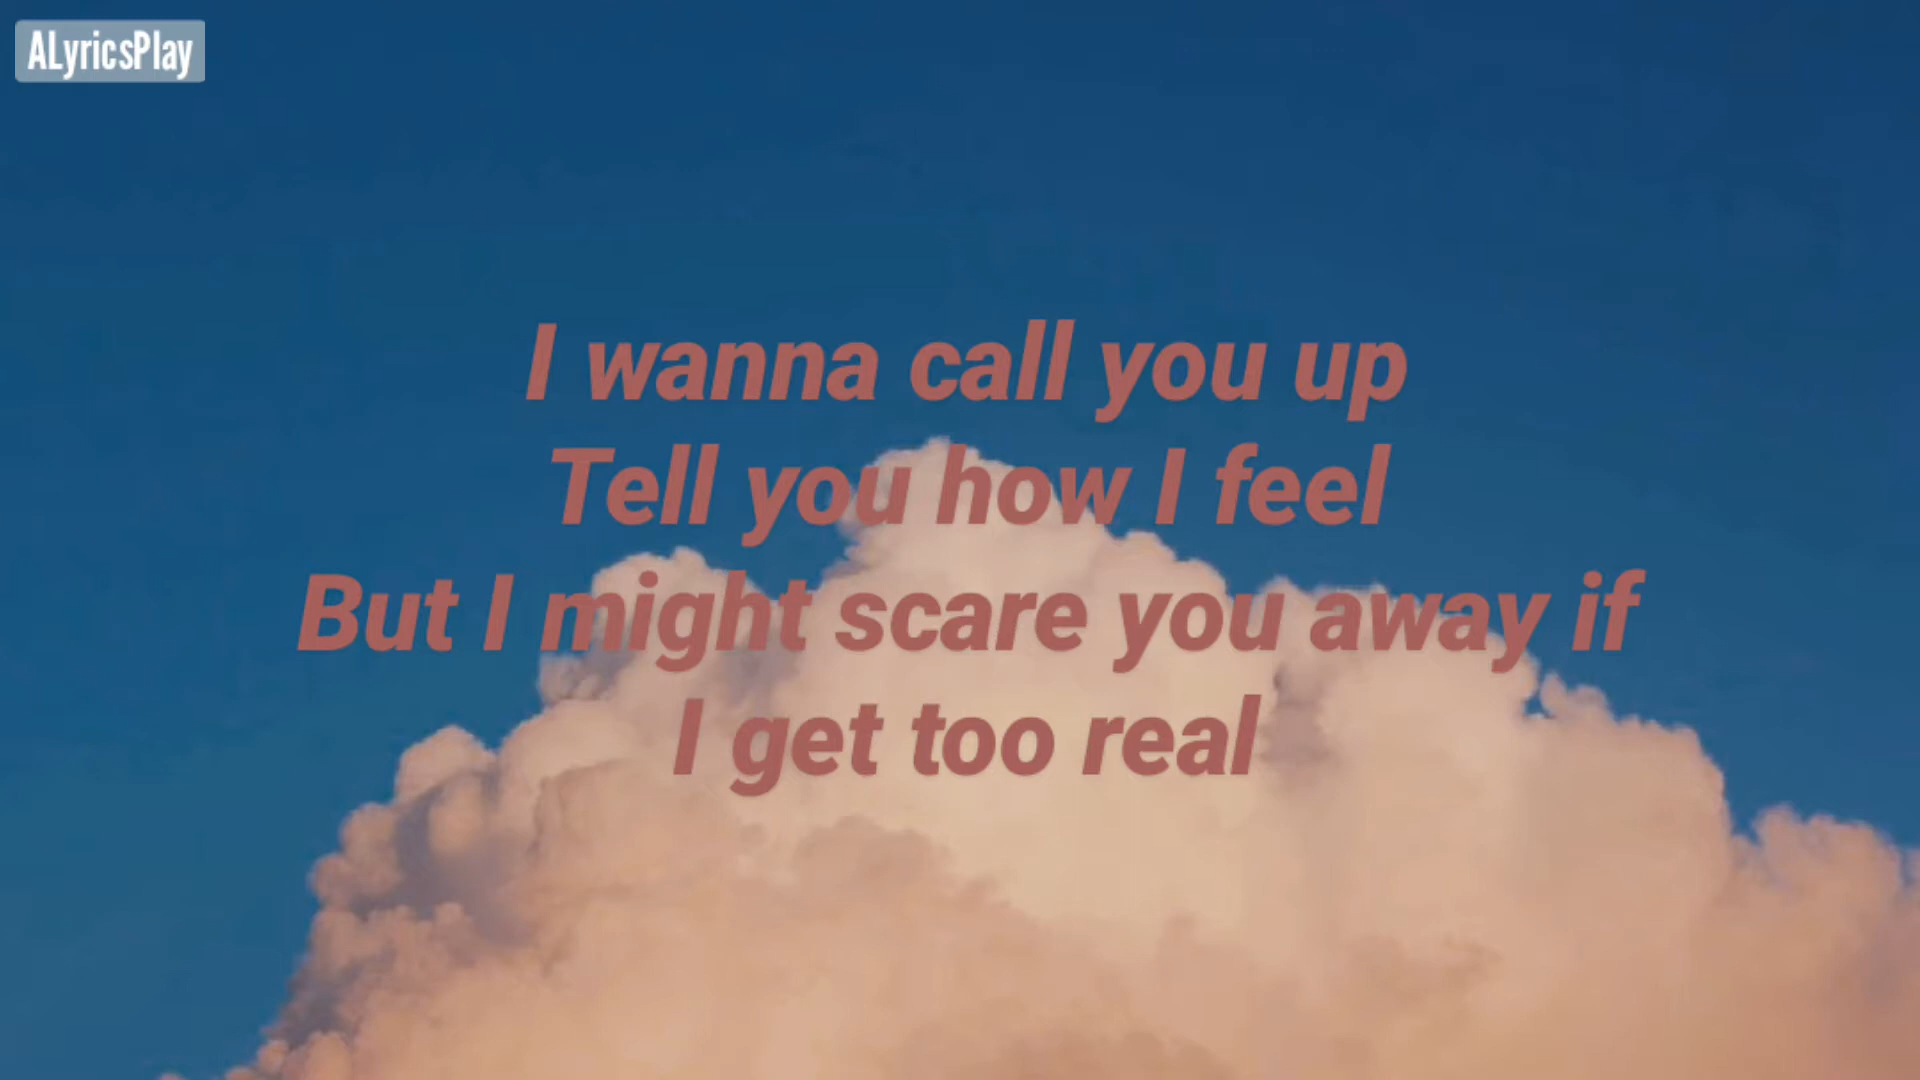 ALyricsPlay
I wanna call you up
Tell you how I feel
But I might scare you away if
I get too real